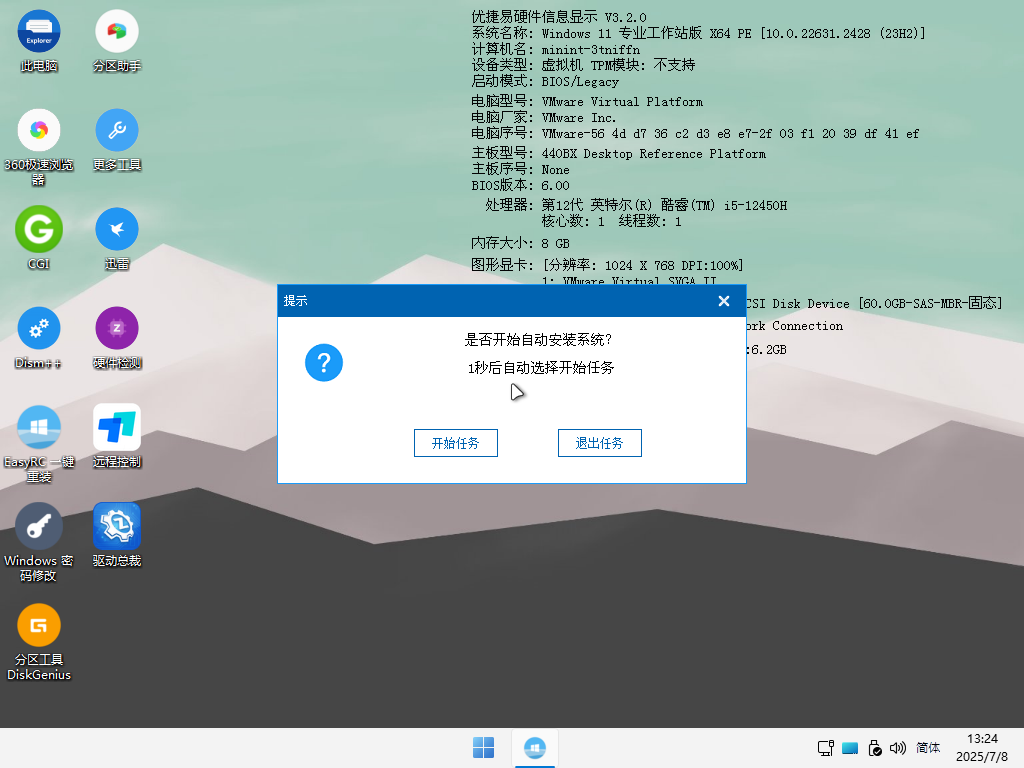 优捷易硬件信息显示 V3.2.0
系统名称: Windows 11 专业工作站版 X64 PE [10.0.22631.2428 (23H2)]
计算机名: minint-3tniffn
设备类型: 虚拟机 TPM模块: 不支持
启动模式: BIOS/Legacy
电脑型号: VMware Virtual Platform
电脑厂家: VMware Inc.
电脑序号: VMware-56 4d d7 36 c2 d3 e8 e7-2f 03 f1 20 39 df 41 ef
主板型号: 440BX Desktop Reference Platform
主板序号: None
BIOS版本: 6.00
处理器: 第12代 英特尔(R) 酷睿(TM) i5-12450H
核心数: 1 线程数: 1
内存大小: 8 GB
图形显卡: [分辨率: 1024 X 768 DPI:100%]
1: VMware Virtual SVGA II
CSI Disk Device [60.0GB-SAS-MBR-固态]
ork Connection
:6.2GB
Explorer
此电脑
分区助手
360极速浏览
器
更多工具
CGI
迅雷
Dism++
硬件检测
EasyRC 一键
重装
远程控制
Windows 密
码修改
驱动总裁
分区工具
DiskGenius
提示
是否开始自动安装系统?
1秒后自动选择开始任务
开始任务
退出任务
简体
13:24
2025/7/8